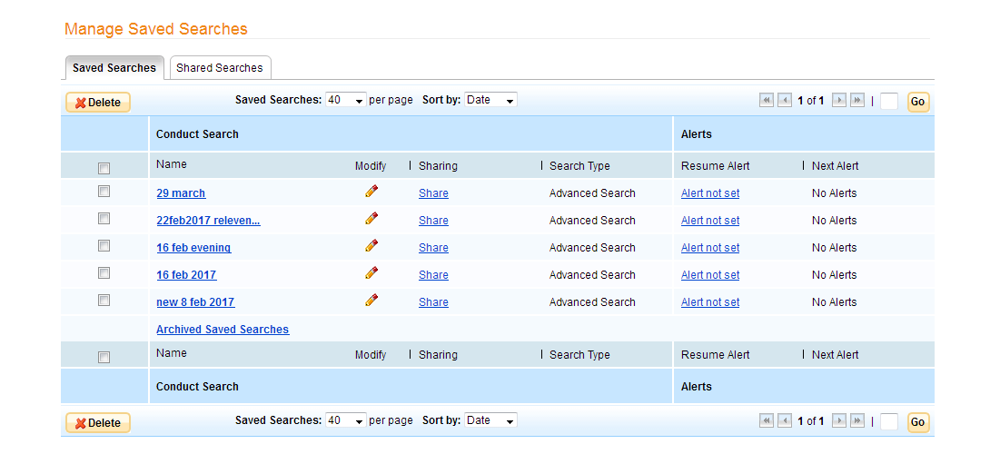 Manage Saved Searches
Saved Searches Shared Searches
Delete Saved Searches: 40 per page Sort by: Date 1 of 1 | Go
Conduct Search Alerts
Name Modify | Sharing | Search Type Resume Alert | Next Alert
29 march Share Advanced Search Alert not set No Alerts
22feb2017 releven... Share Advanced Search Alert not set No Alerts
16 feb evening Share Advanced Search Alert not set No Alerts
16 feb 2017 Share Advanced Search Alert not set No Alerts
new 8 feb 2017 Share Advanced Search Alert not set No Alerts
Archived Saved Searches
Name Modify | Sharing | Search Type Resume Alert | Next Alert
Conduct Search Alerts
Delete Saved Searches: 40 per page Sort by: Date 1 of 1 | Go